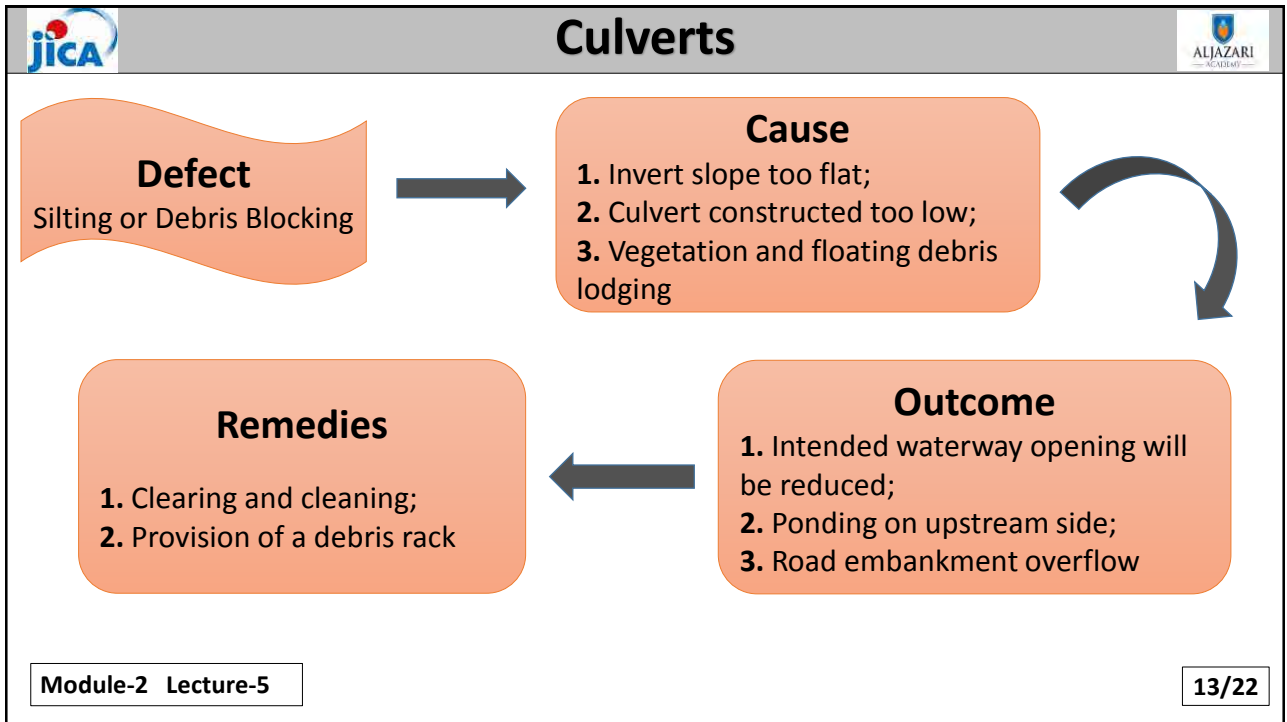 jICA
Culverts
ALJAZARI
ACADEMY
Defect
Silting or Debris Blocking
Cause
1. Invert slope too flat;
2. Culvert constructed too low;
3. Vegetation and floating debris
lodging
Outcome
1. Intended waterway opening will
be reduced;
2. Ponding on upstream side;
3. Road embankment overflow
Remedies
1. Clearing and cleaning;
2. Provision of a debris rack
Module-2 Lecture-5
13/22